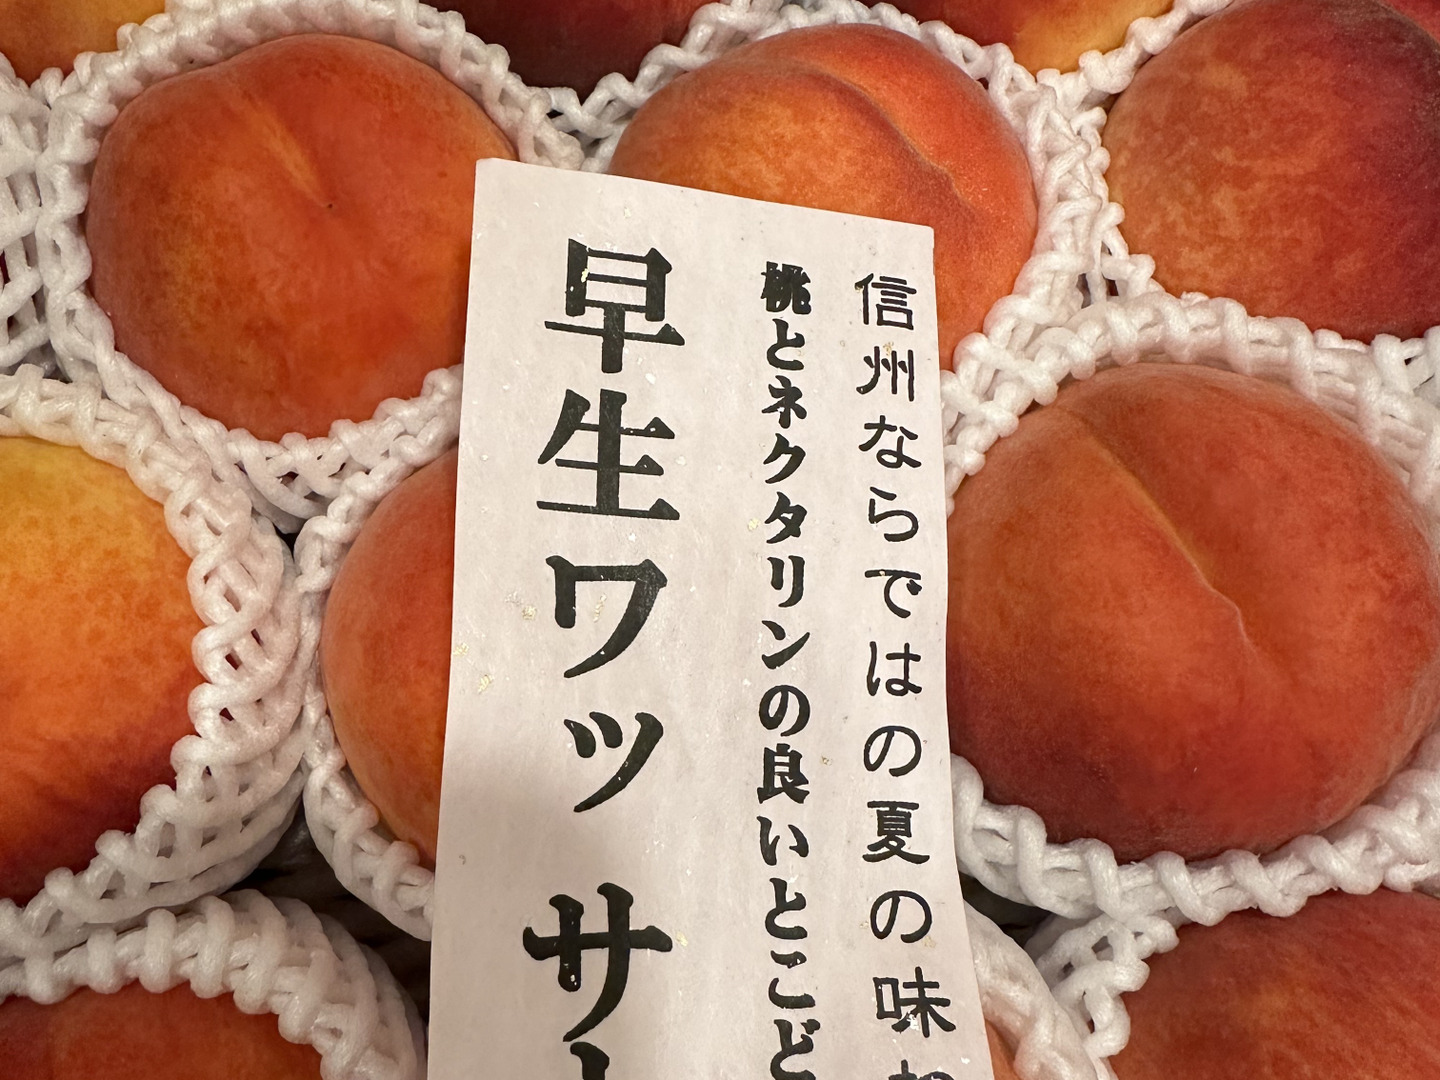 信州ならではの夏の味
桃とネクタリンの良いとこど
早生ワッサ